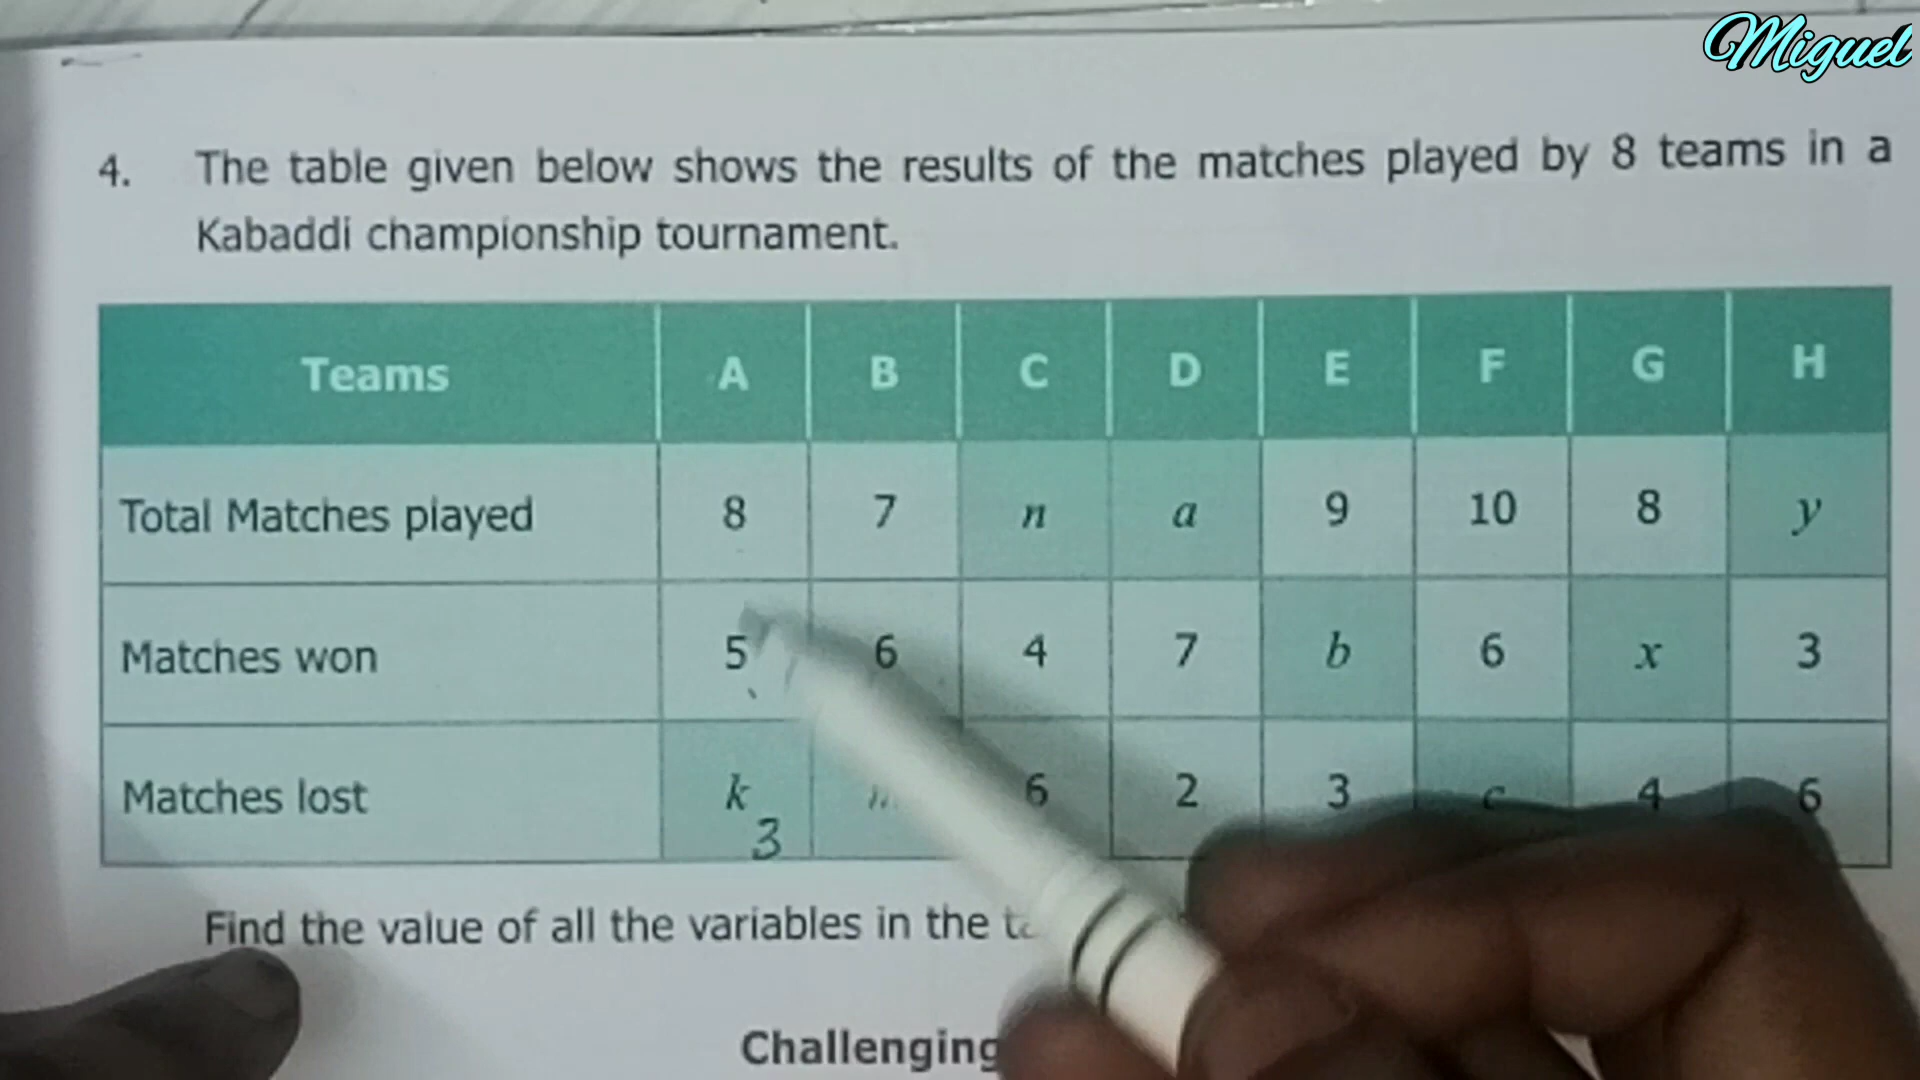 Miguel
4. The table given below shows the results of the matches played by 8 teams in a
Kabaddi championship tournament.
Teams A B C D E F G H
Total Matches played 8 7 n a 9 10 8 y
Matches won 5 6 4 7 b 6 x 3
Matches lost k 6 2 3 c 4 6
3
Find the value of all the variables in the
Challenging